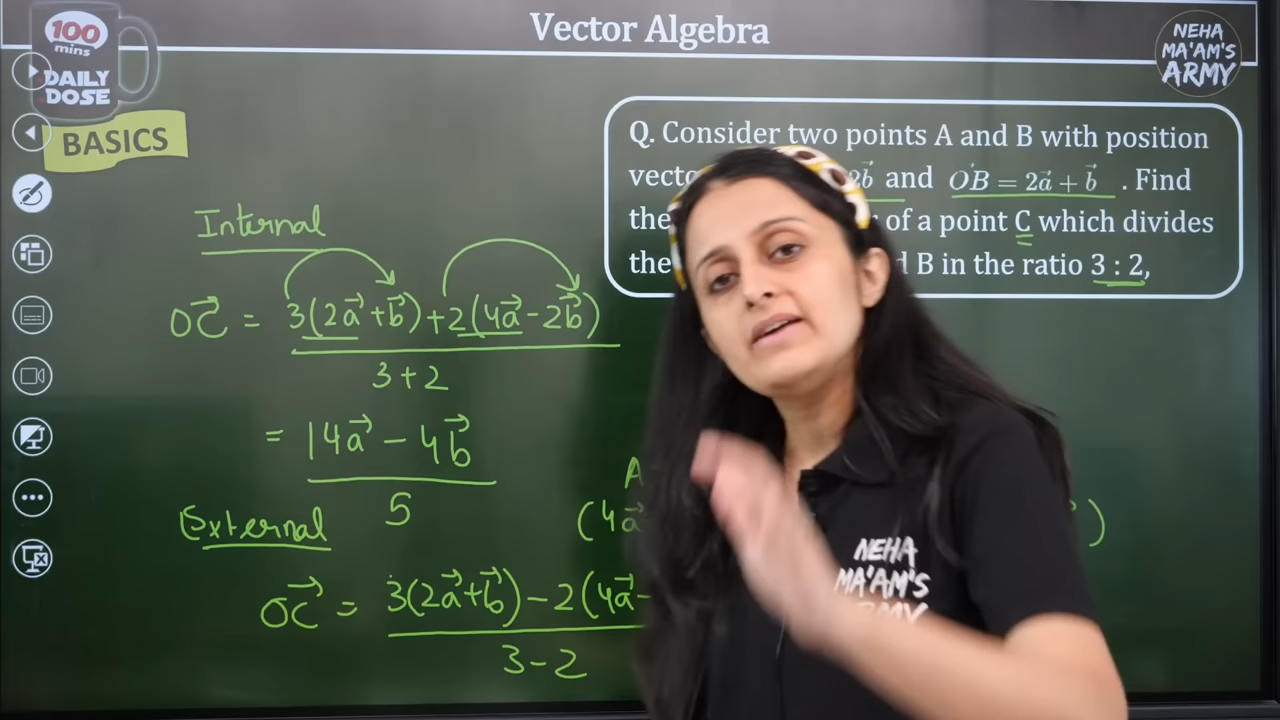 Vector Algebra
100
mins
DAILY
DOSE
BASICS
NEHA
MA'AM'S
ARMY
Q. Consider two points A and B with position
2b⃗ and OB⃗ = 2a⃗ + b⃗ . Find
the r of a point C which divides
the d B in the ratio 3 : 2,
Internal
OC⃗ = 3(2a⃗ + b⃗) + 2(4a⃗ - 2b⃗)
3 + 2
= 14a⃗ - 4b⃗
5
External
A
(4a⃗ )
OC⃗ = 3(2a⃗ + b⃗) - 2(4a⃗ -
3 - 2
NEHA
MA'AM'S
ARMY